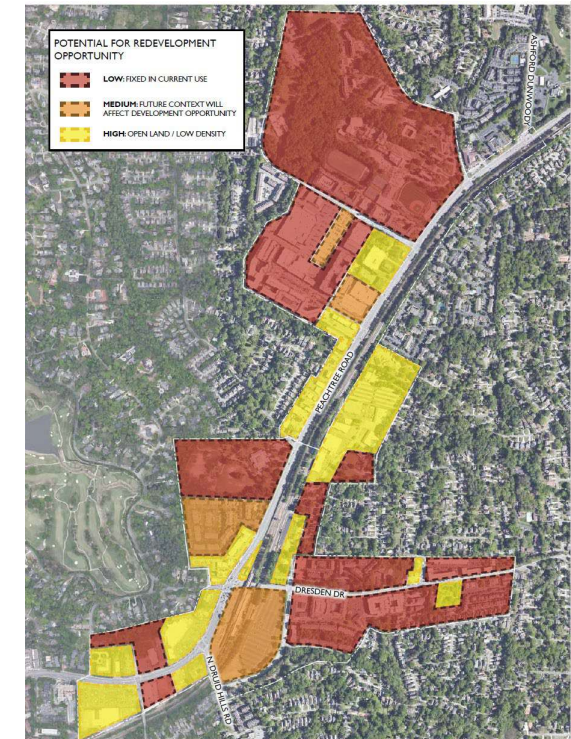 POTENTIAL FOR REDEVELOPMENT
OPPORTUNITY
LOW: FIXED IN CURRENT USE
MEDIUM: FUTURE CONTEXT WILL
AFFECT DEVELOPMENT OPPORTUNITY
HIGH: OPEN LAND / LOW DENSITY
ASHFORD DUNWOODY
PEACHTREE ROAD
DRESDEN DR
N DRUID HILLS RD